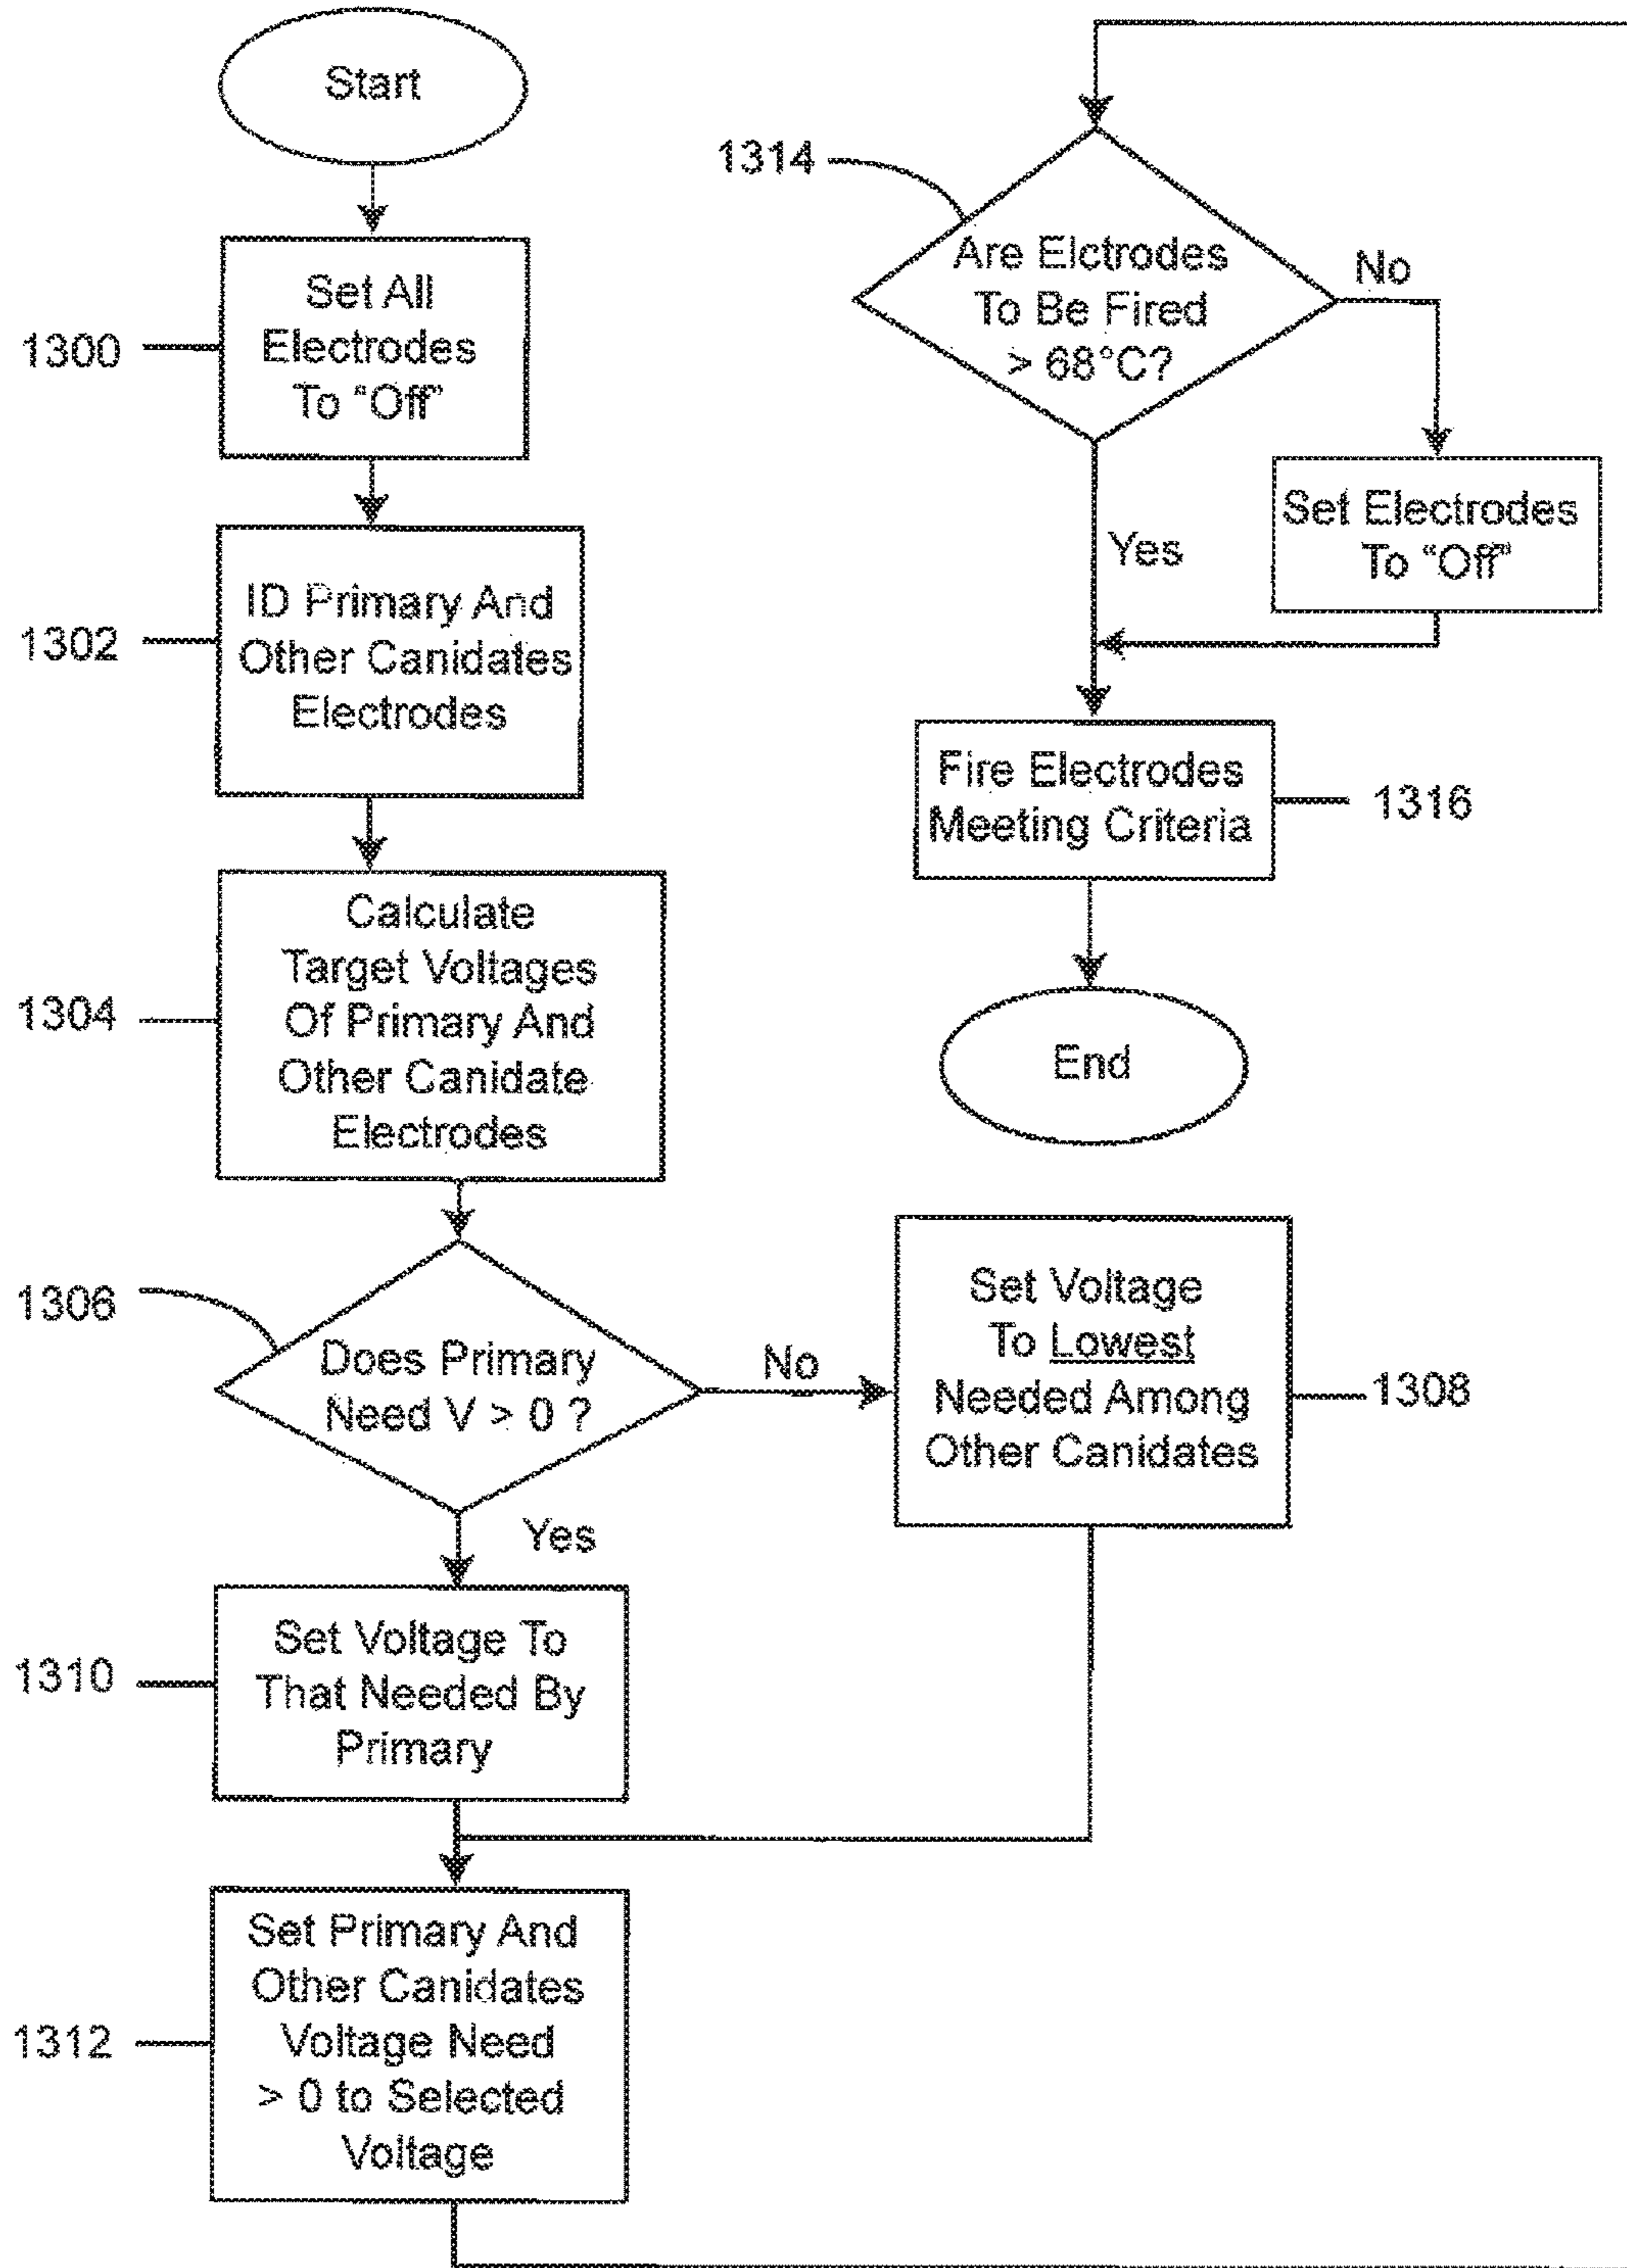 Start
1300
Set All
Electrodes
To "Off"
1302
ID Primary And
Other Canidates
Electrodes
1304
Calculate
Target Voltages
Of Primary And
Other Canidate
Electrodes
1306
Does Primary
Need V > 0 ?
No
Yes
Set Voltage
To Lowest
Needed Among
Other Canidates
1308
1310
Set Voltage To
That Needed By
Primary
1312
Set Primary And
Other Canidates
Voltage Need
> 0 to Selected
Voltage
1314
Are Elctrodes
To Be Fired
> 68°C?
No
Yes
Set Electrodes
To "Off"
Fire Electrodes
Meeting Criteria
1316
End